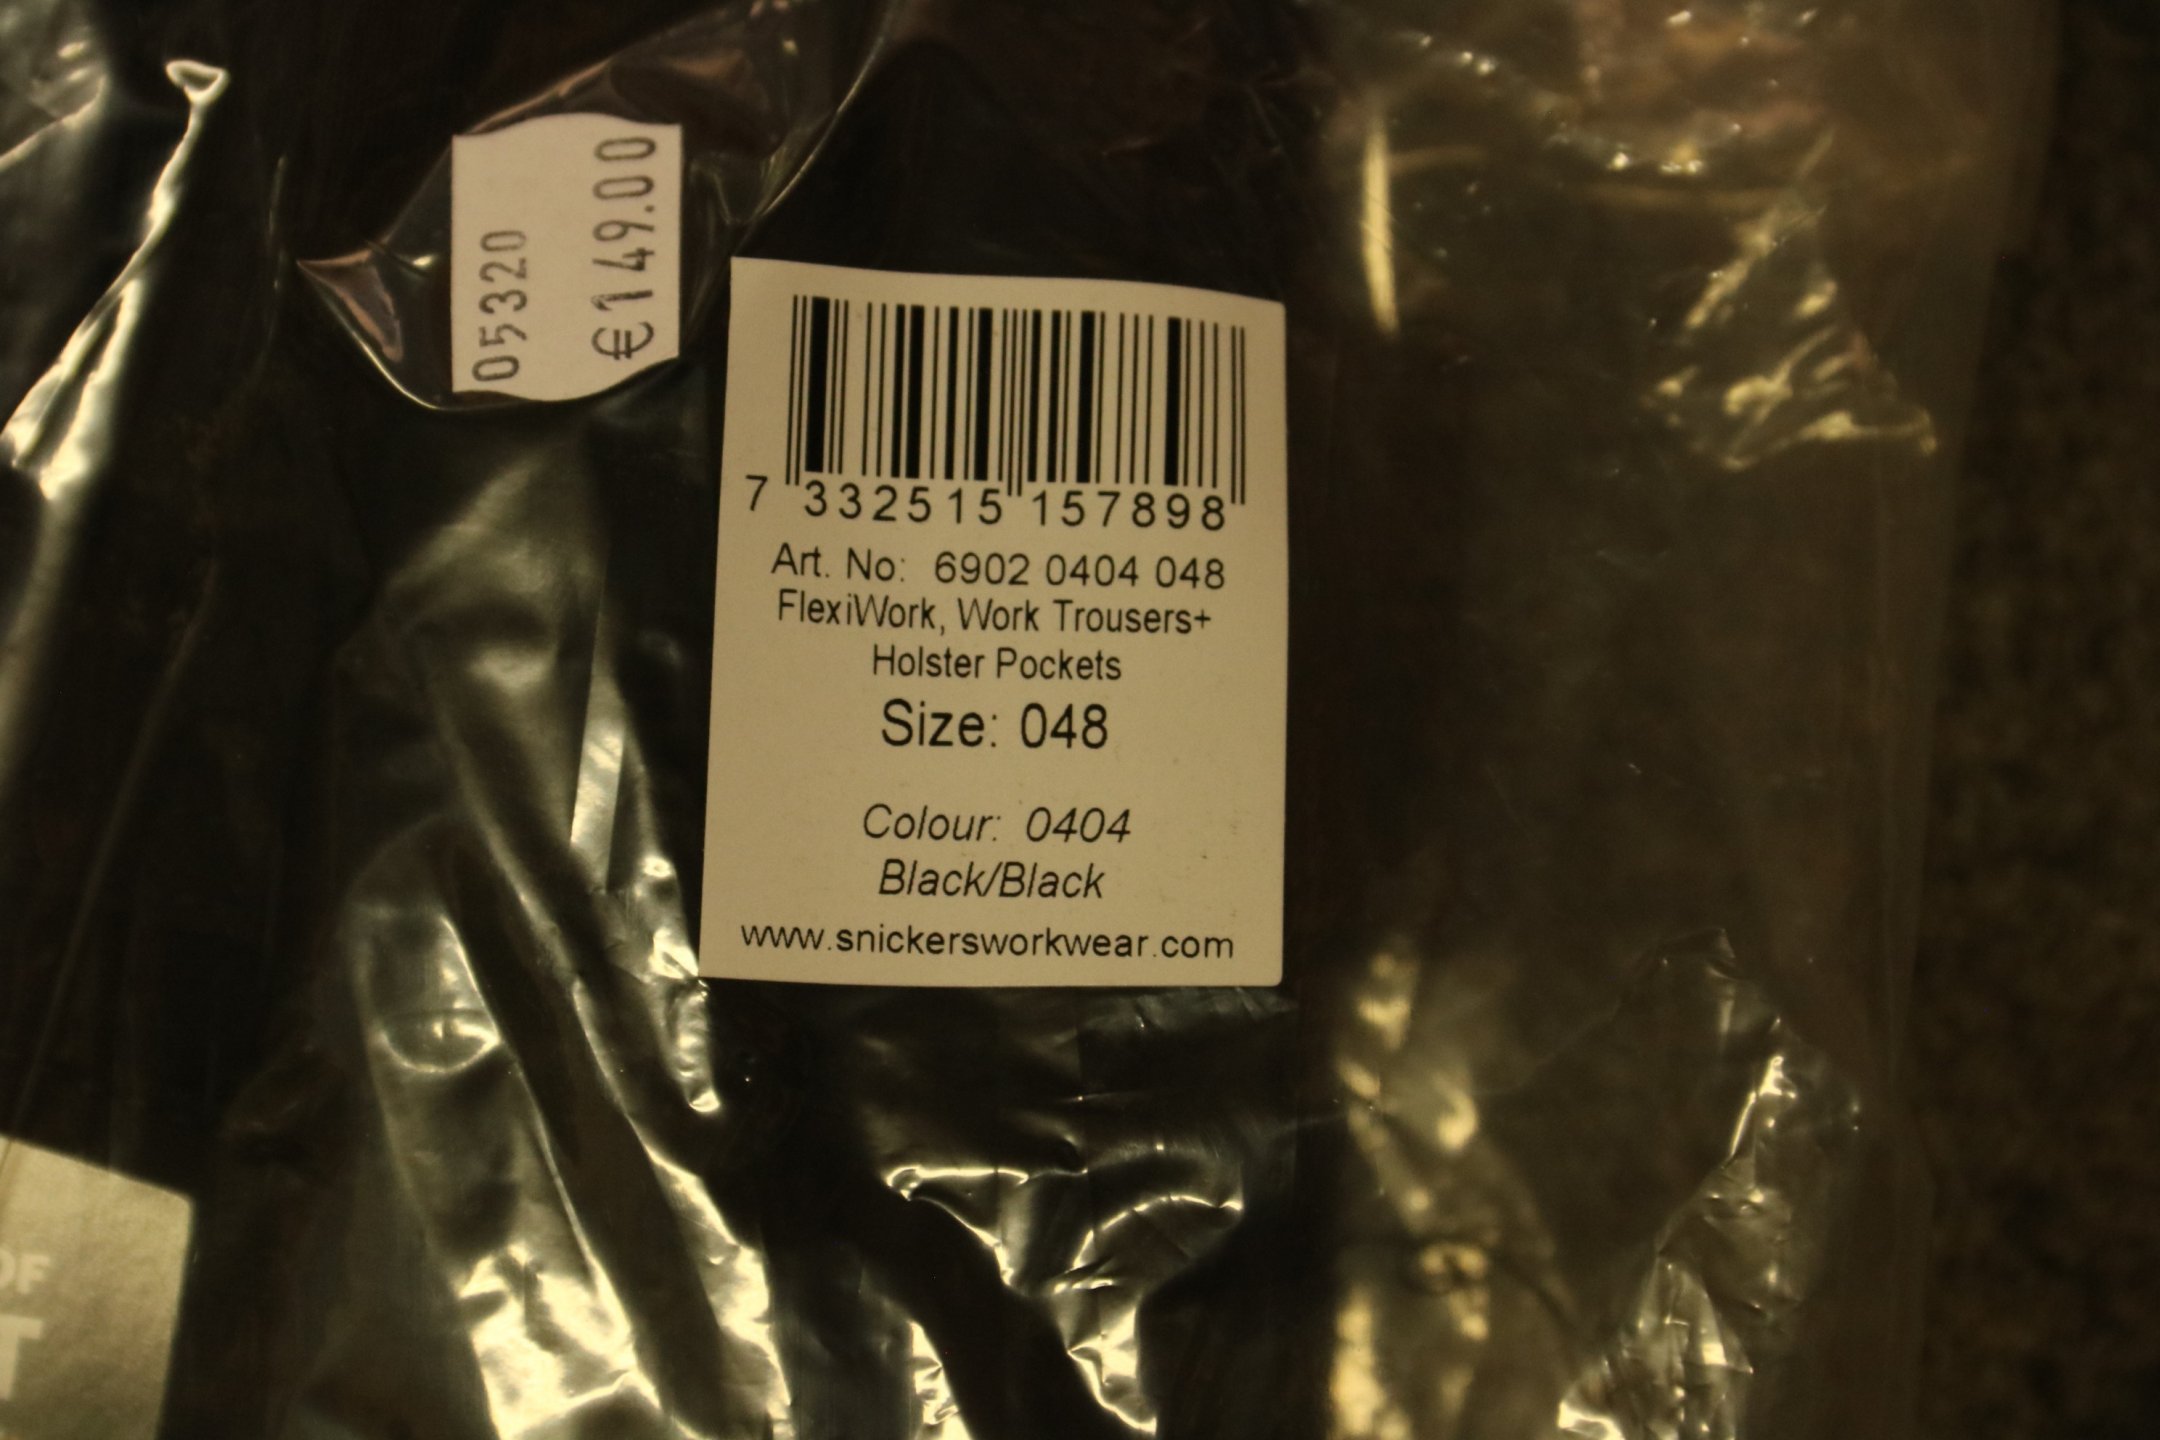 05320
€149.00
7 332515 157898
Art. No: 6902 0404 048
FlexiWork, Work Trousers+
Holster Pockets
Size: 048
Colour: 0404
Black/Black
www.snickersworkwear.com
OF